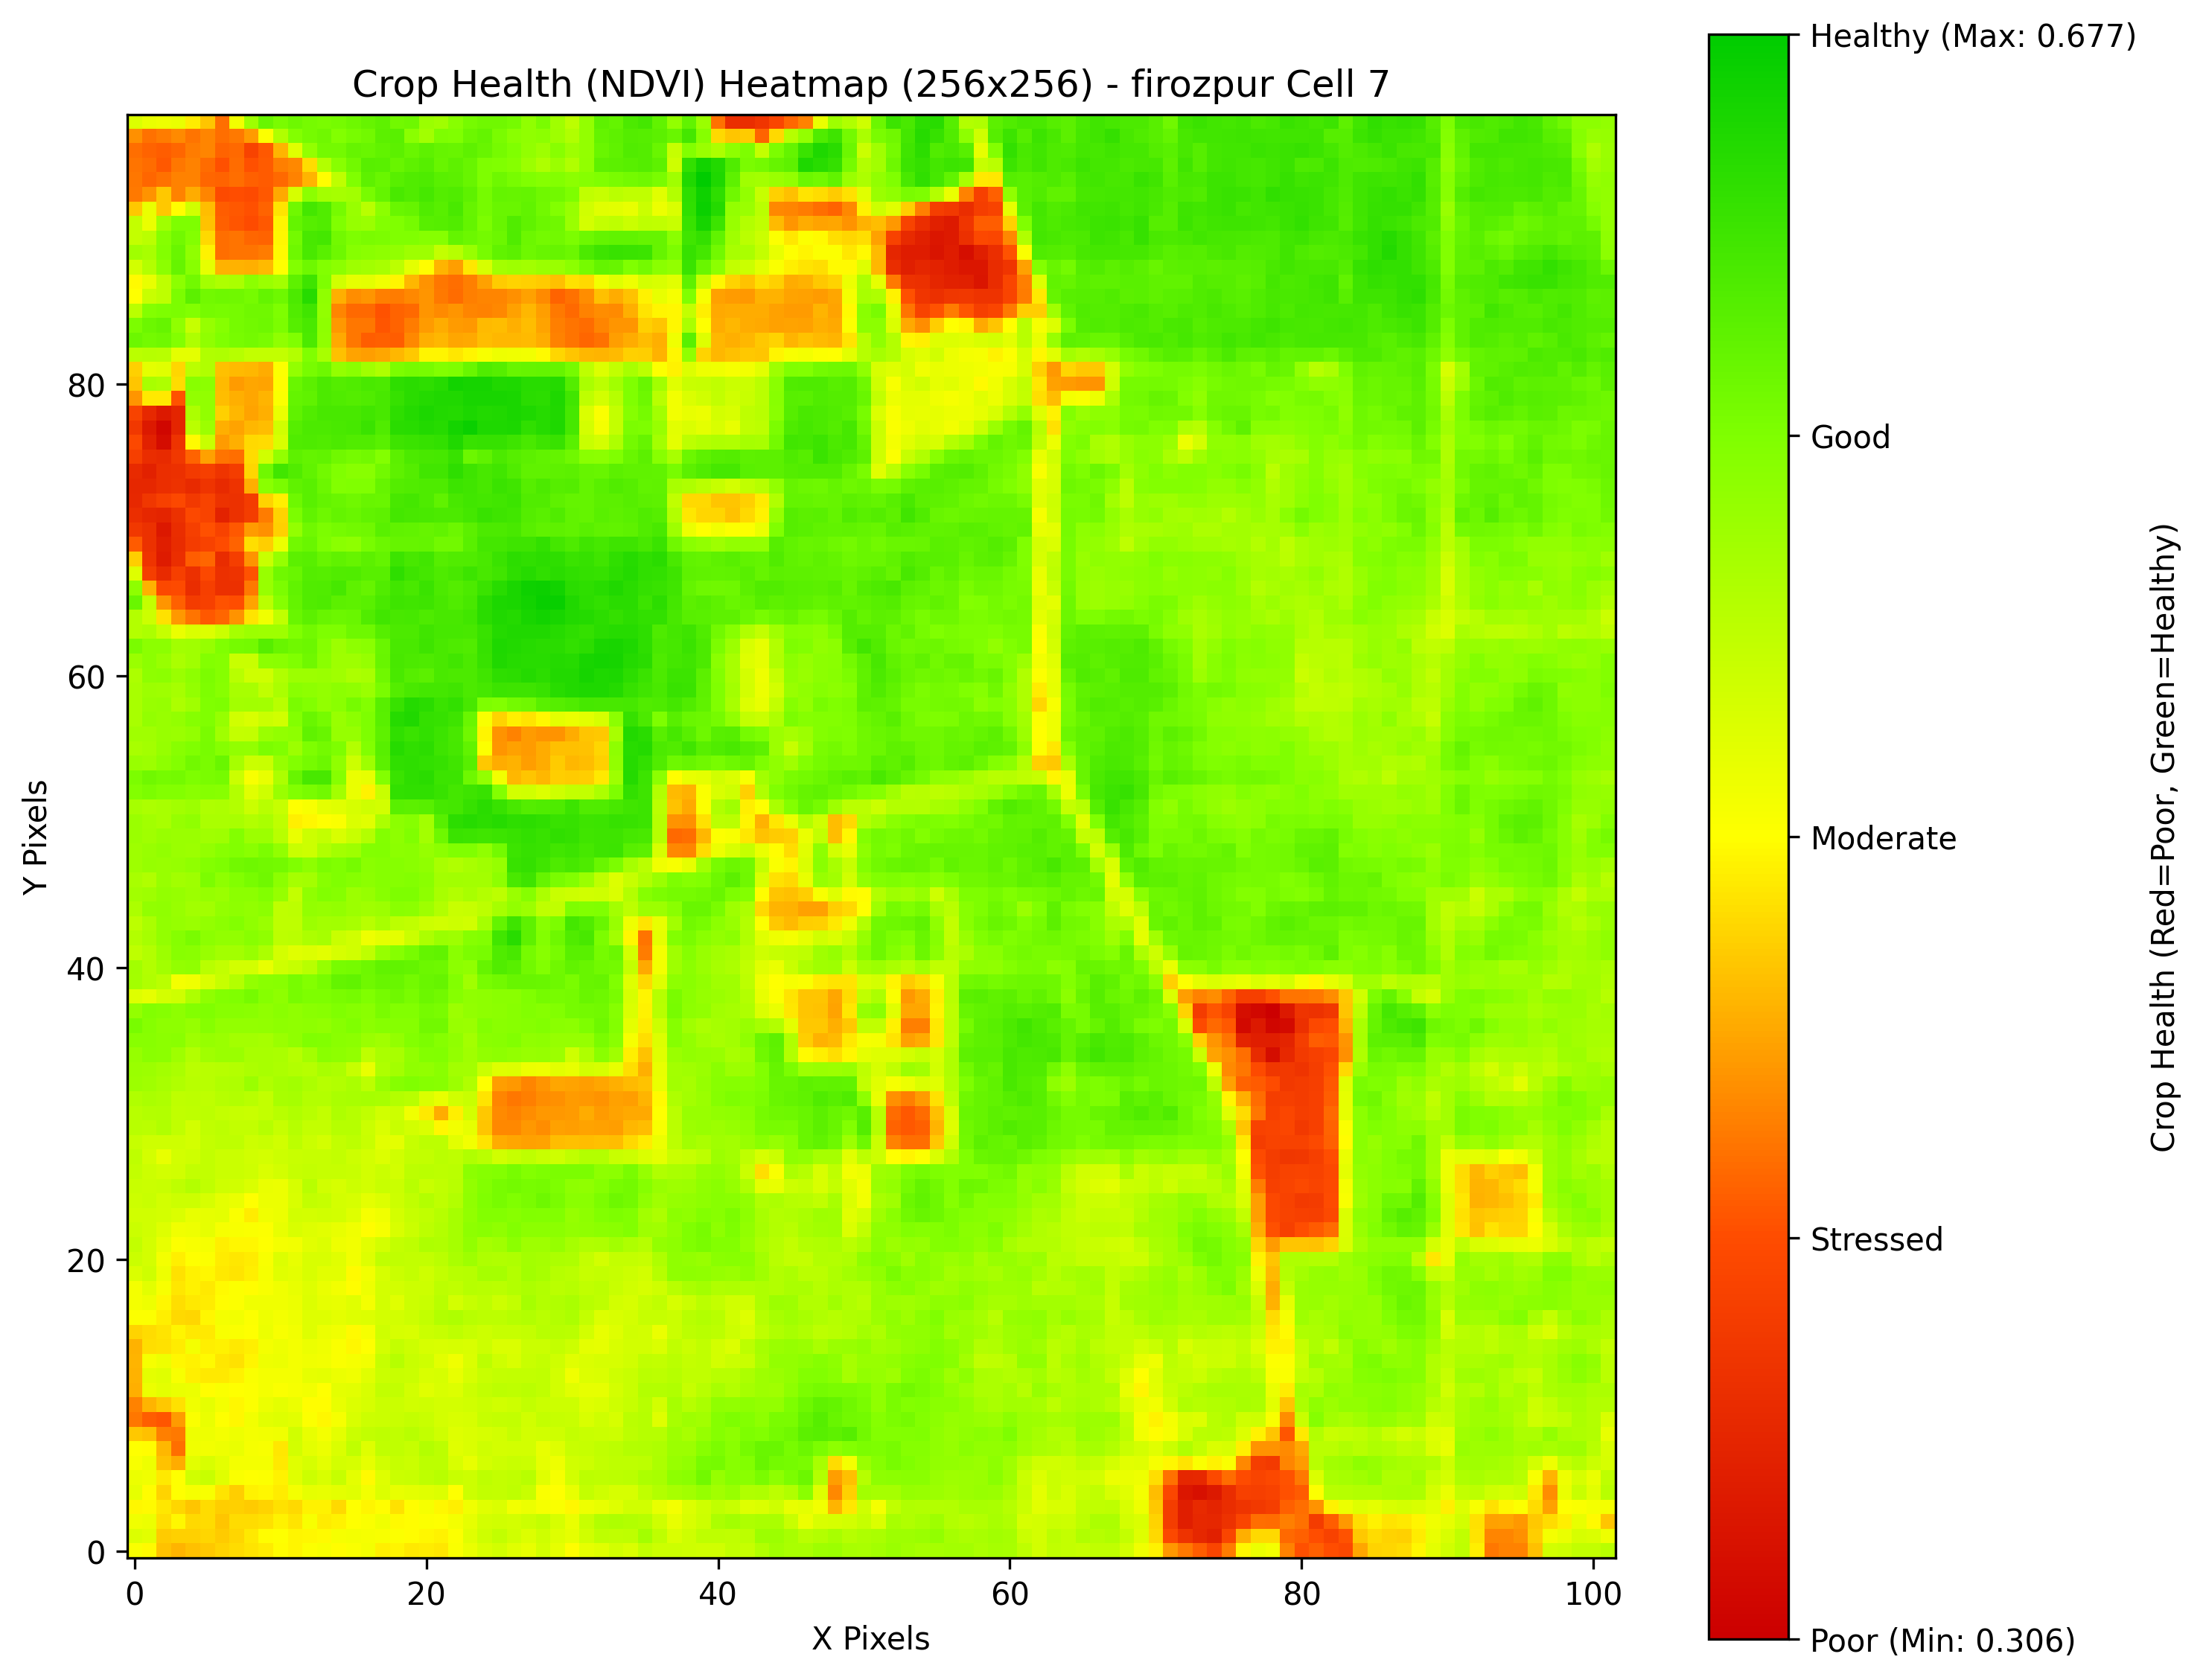 Crop Health (NDVI) Heatmap (256x256) - firozpur Cell 7
Healthy (Max: 0.677)
Good
Moderate
Stressed
Poor (Min: 0.306)
Crop Health (Red=Poor, Green=Healthy)
Y Pixels
80
60
40
20
0
0 20 40 60 80 100
X Pixels